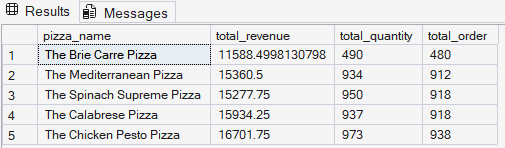 Results Messages
pizza_name total_revenue total_quantity total_order
1 The Brie Carre Pizza 11588.4998130798 490 480
2 The Mediterranean Pizza 15360.5 934 912
3 The Spinach Supreme Pizza 15277.75 950 918
4 The Calabrese Pizza 15934.25 937 918
5 The Chicken Pesto Pizza 16701.75 973 938